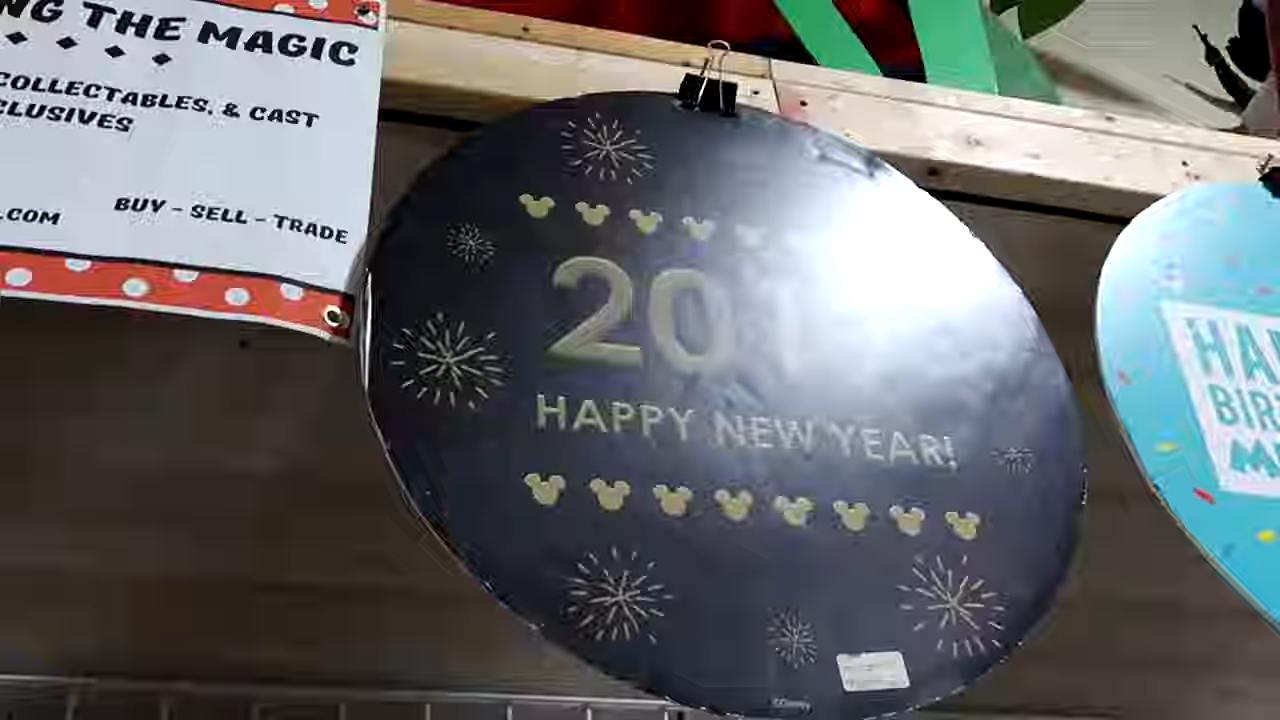 NG THE MAGIC
COLLECTABLES, & CAST
CLUSIVES
.COM
BUY - SELL - TRADE
20
HAPPY NEW YEAR!
HA
BIR
M